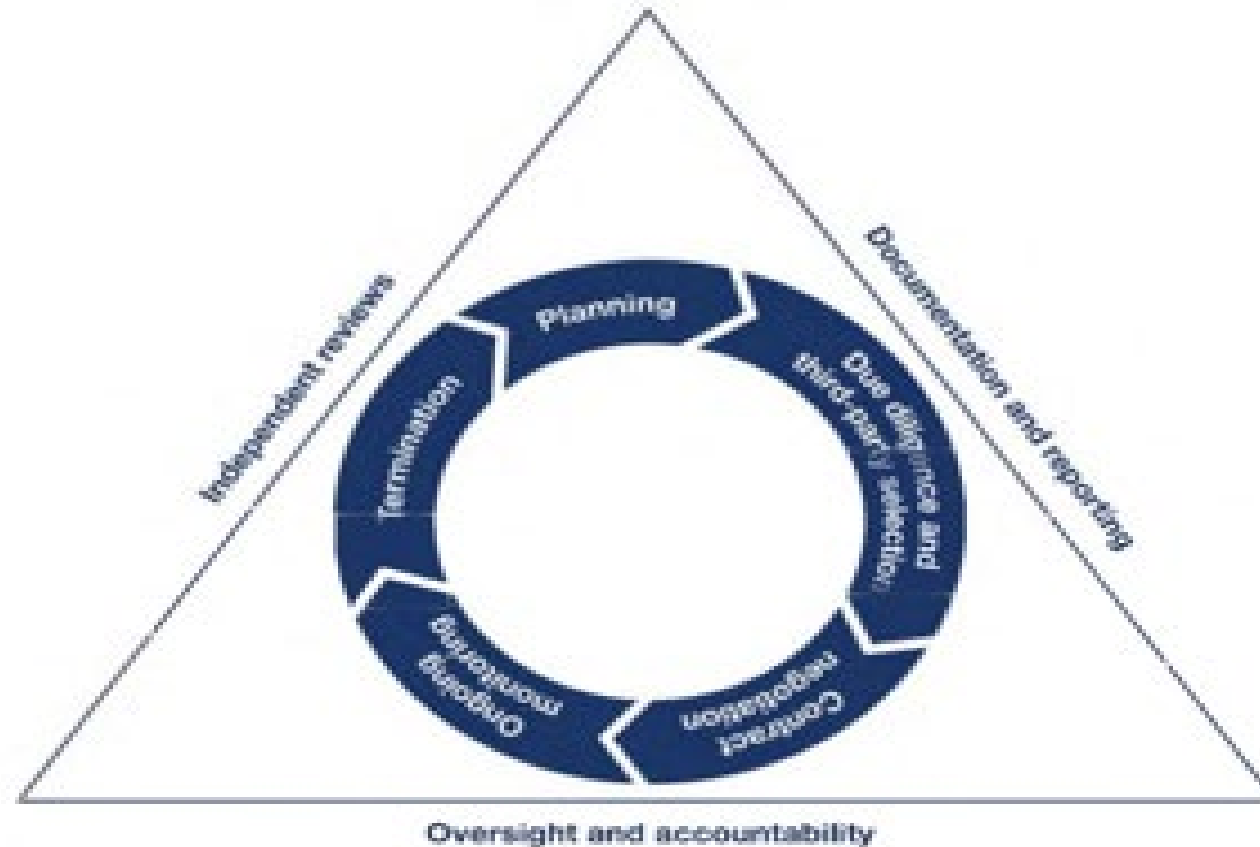 Independent reviews
Documentation and reporting
Planning
Due diligence and
third-party selection
Contract
negotiation
Ongoing
monitoring
Termination
Oversight and accountability